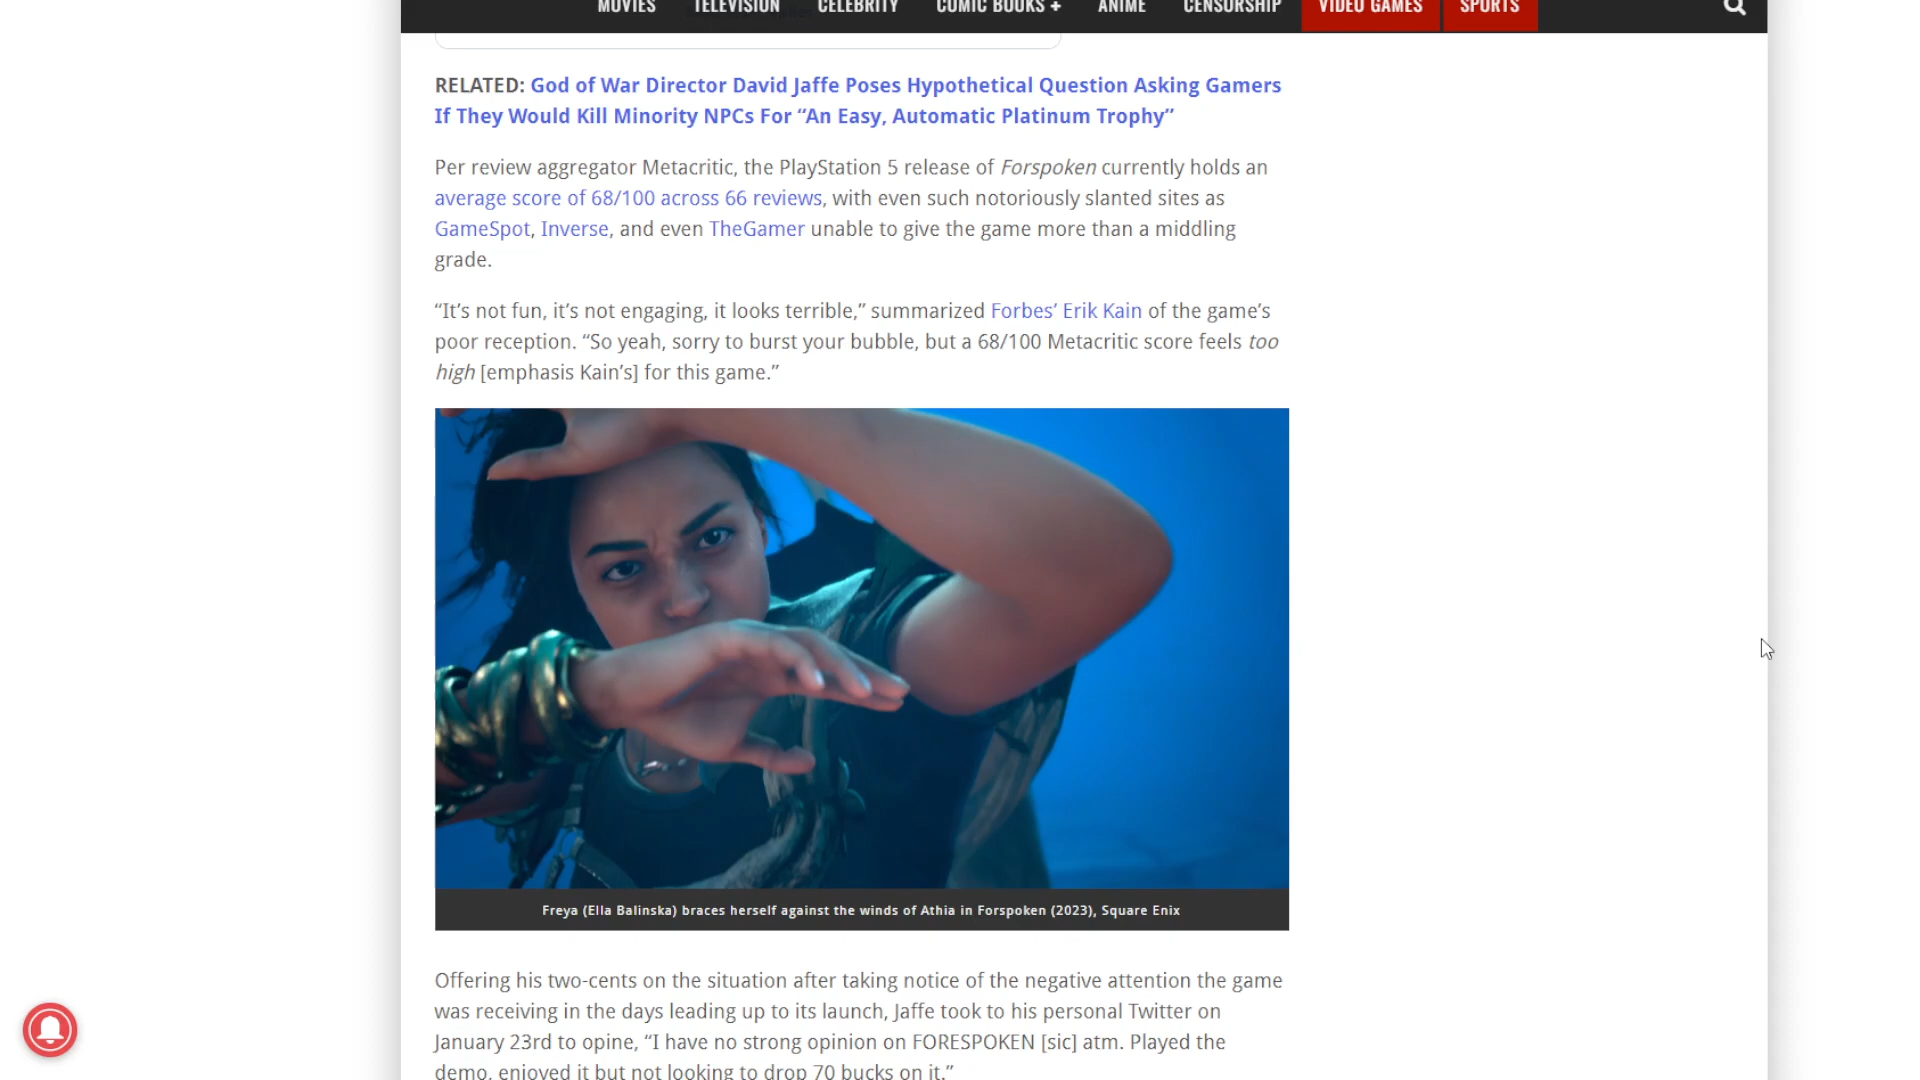 MOVIES TELEVISION CELEBRITY COMIC BOOKS + ANIME CENSORSHIP VIDEO GAMES SPORTS
RELATED: God of War Director David Jaffe Poses Hypothetical Question Asking Gamers
If They Would Kill Minority NPCs For “An Easy, Automatic Platinum Trophy”
Per review aggregator Metacritic, the PlayStation 5 release of Forspoken currently holds an
average score of 68/100 across 66 reviews, with even such notoriously slanted sites as
GameSpot, Inverse, and even TheGamer unable to give the game more than a middling
grade.
“It’s not fun, it’s not engaging, it looks terrible,” summarized Forbes’ Erik Kain of the game’s
poor reception. “So yeah, sorry to burst your bubble, but a 68/100 Metacritic score feels too
high [emphasis Kain’s] for this game.”
Freya (Ella Balinska) braces herself against the winds of Athia in Forspoken (2023), Square Enix
Offering his two-cents on the situation after taking notice of the negative attention the game
was receiving in the days leading up to its launch, Jaffe took to his personal Twitter on
January 23rd to opine, “I have no strong opinion on FORESPOKEN [sic] atm. Played the
demo, enjoyed it but not looking to drop 70 bucks on it.”